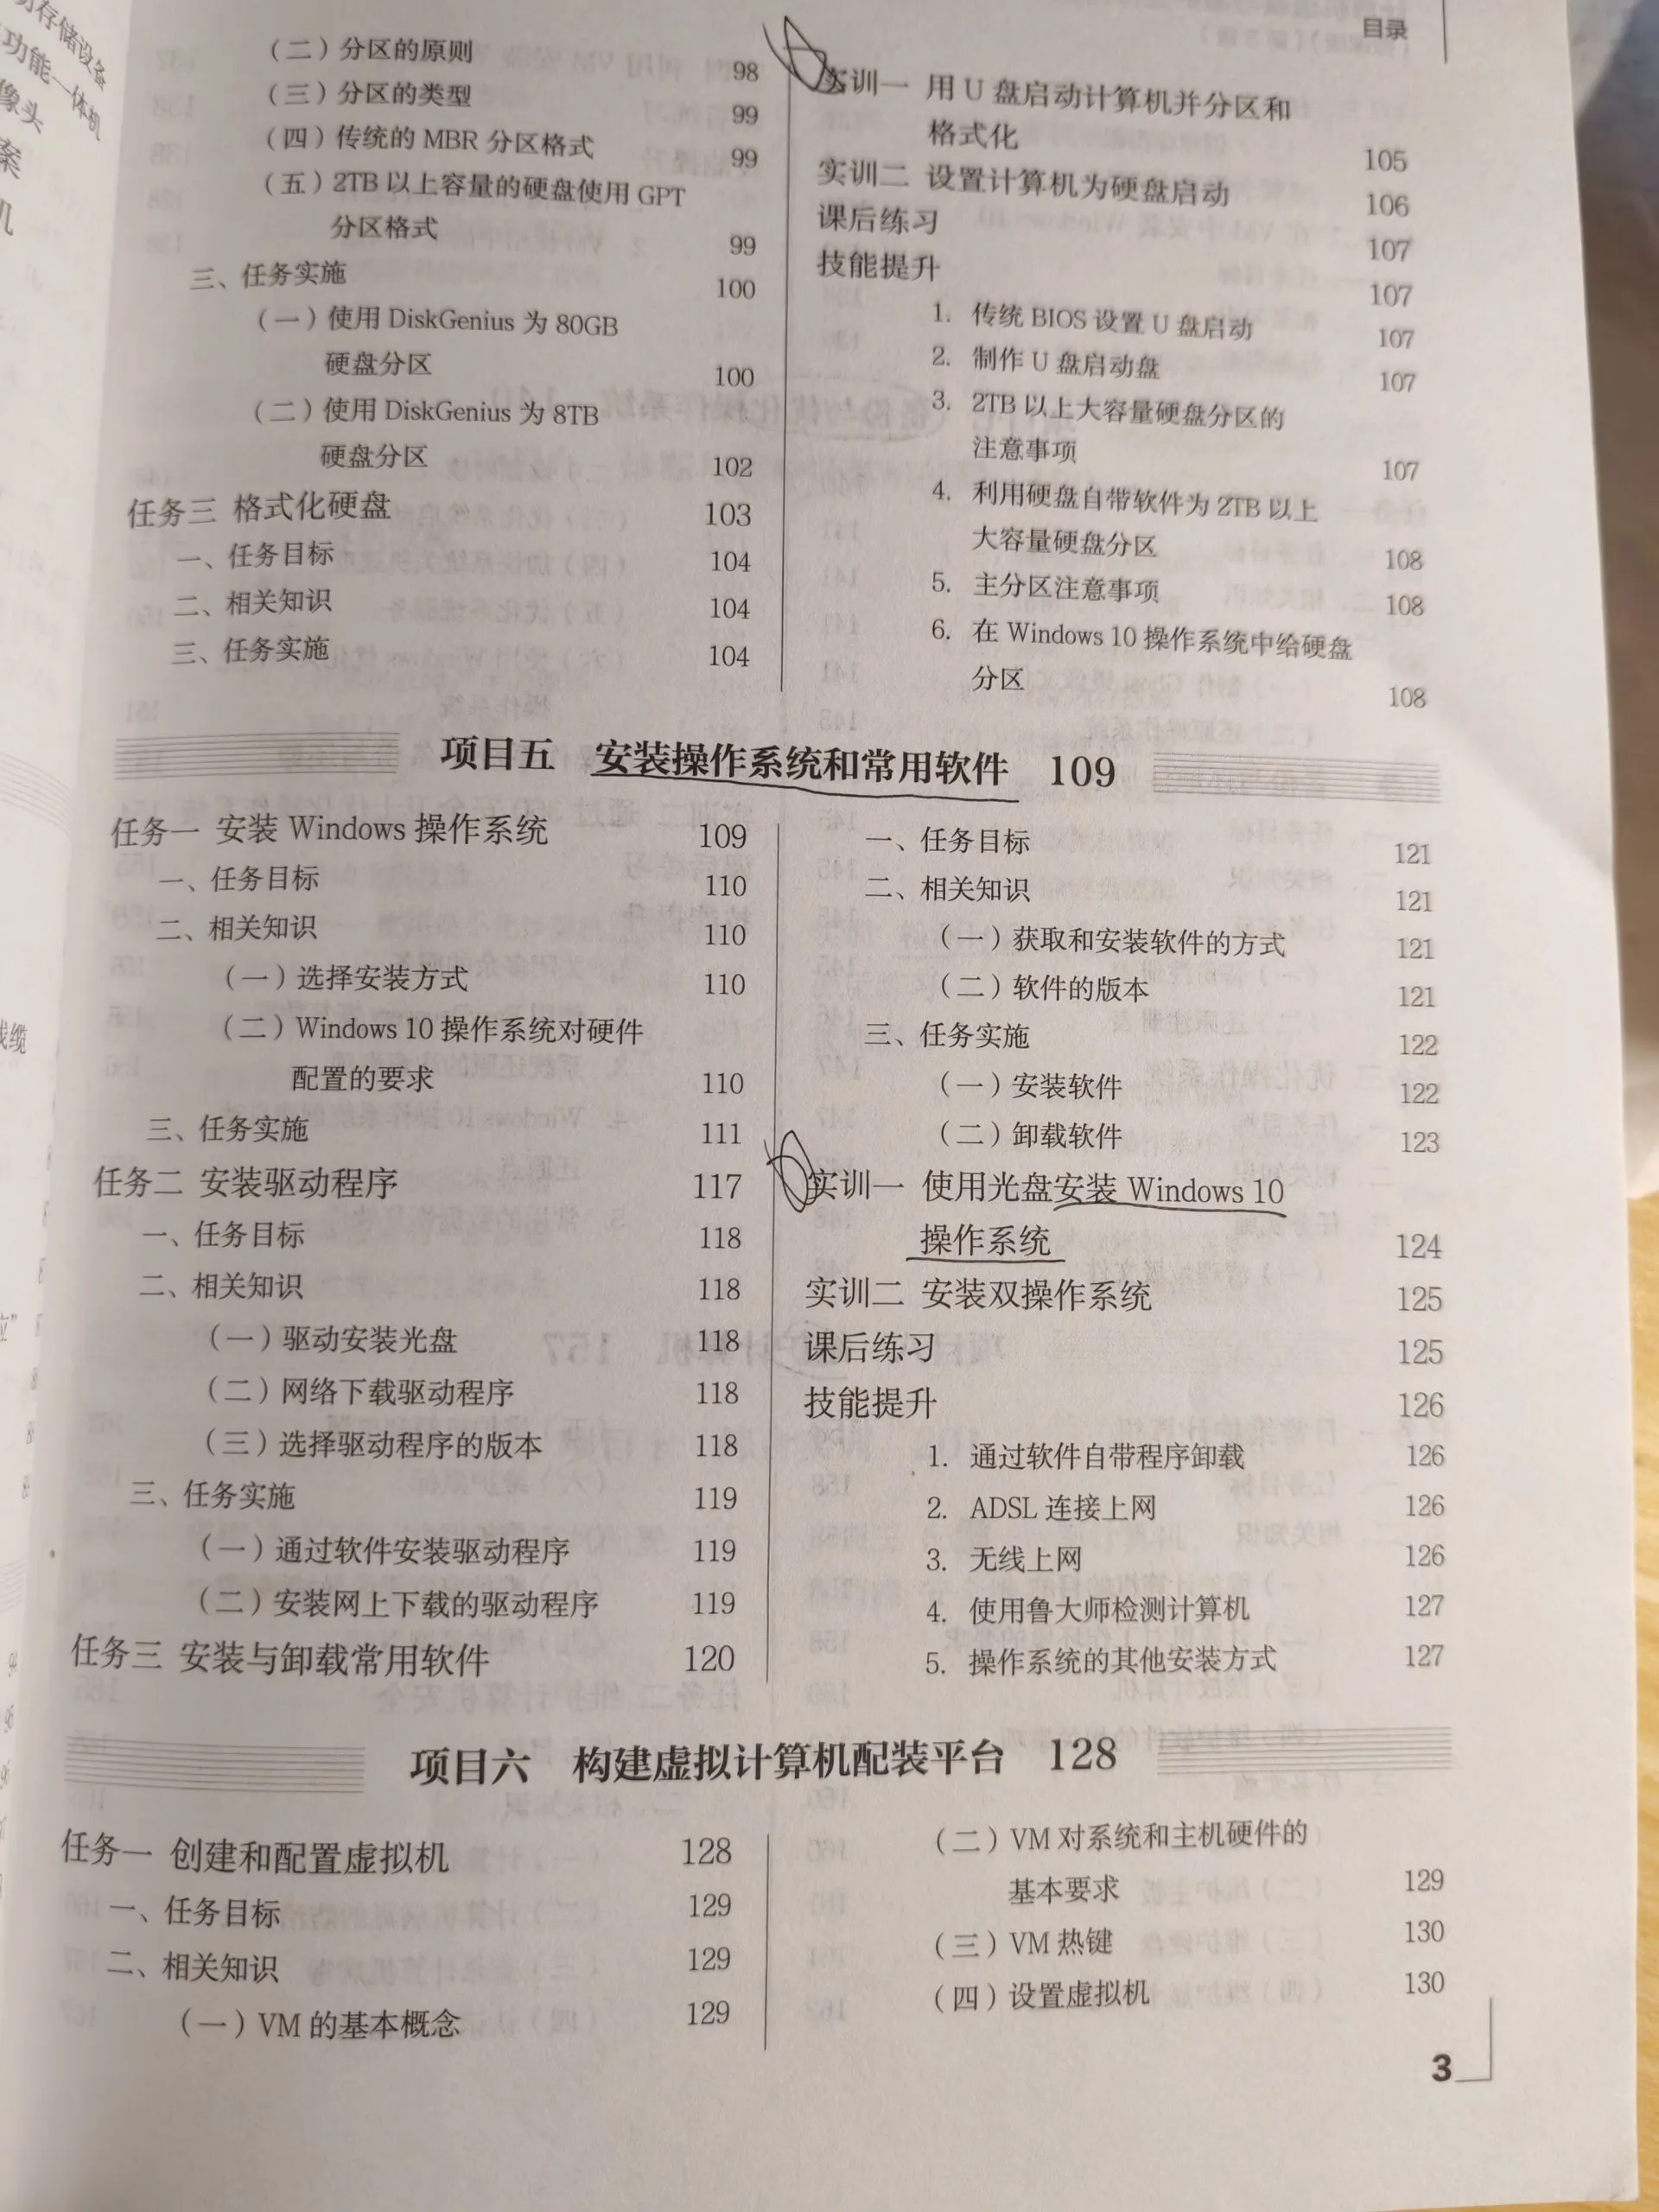 目录
（二）分区的原则 98
（三）分区的类型 99
（四）传统的 MBR 分区格式 99
（五）2TB 以上容量的硬盘使用 GPT
分区格式 99
三、任务实施 100
（一）使用 DiskGenius 为 80GB
硬盘分区 100
（二）使用 DiskGenius 为 8TB
硬盘分区 102
任务三 格式化硬盘 103
一、任务目标 104
二、相关知识 104
三、任务实施 104
实训一 用 U 盘启动计算机并分区和
格式化 105
实训二 设置计算机为硬盘启动 106
课后练习 107
技能提升 107
1. 传统 BIOS 设置 U 盘启动 107
2. 制作 U 盘启动盘 107
3. 2TB 以上大容量硬盘分区的
注意事项 107
4. 利用硬盘自带软件为 2TB 以上
大容量硬盘分区 108
5. 主分区注意事项 108
6. 在 Windows 10 操作系统中给硬盘
分区 108
项目五 安装操作系统和常用软件 109
任务一 安装 Windows 操作系统 109
一、任务目标 110
二、相关知识 110
（一）选择安装方式 110
（二）Windows 10 操作系统对硬件
配置的要求 110
三、任务实施 111
任务二 安装驱动程序 117
一、任务目标 118
二、相关知识 118
（一）驱动安装光盘 118
（二）网络下载驱动程序 118
（三）选择驱动程序的版本 118
三、任务实施 119
（一）通过软件安装驱动程序 119
（二）安装网上下载的驱动程序 119
任务三 安装与卸载常用软件 120
一、任务目标 121
二、相关知识 121
（一）获取和安装软件的方式 121
（二）软件的版本 121
三、任务实施 122
（一）安装软件 122
（二）卸载软件 123
实训一 使用光盘安装 Windows 10
操作系统 124
实训二 安装双操作系统 125
课后练习 125
技能提升 126
1. 通过软件自带程序卸载 126
2. ADSL 连接上网 126
3. 无线上网 126
4. 使用鲁大师检测计算机 127
5. 操作系统的其他安装方式 127
项目六 构建虚拟计算机配装平台 128
任务一 创建和配置虚拟机 128
一、任务目标 129
二、相关知识 129
（一）VM 的基本概念 129
（二）VM 对系统和主机硬件的
基本要求 129
（三）VM 热键 130
（四）设置虚拟机 130
3